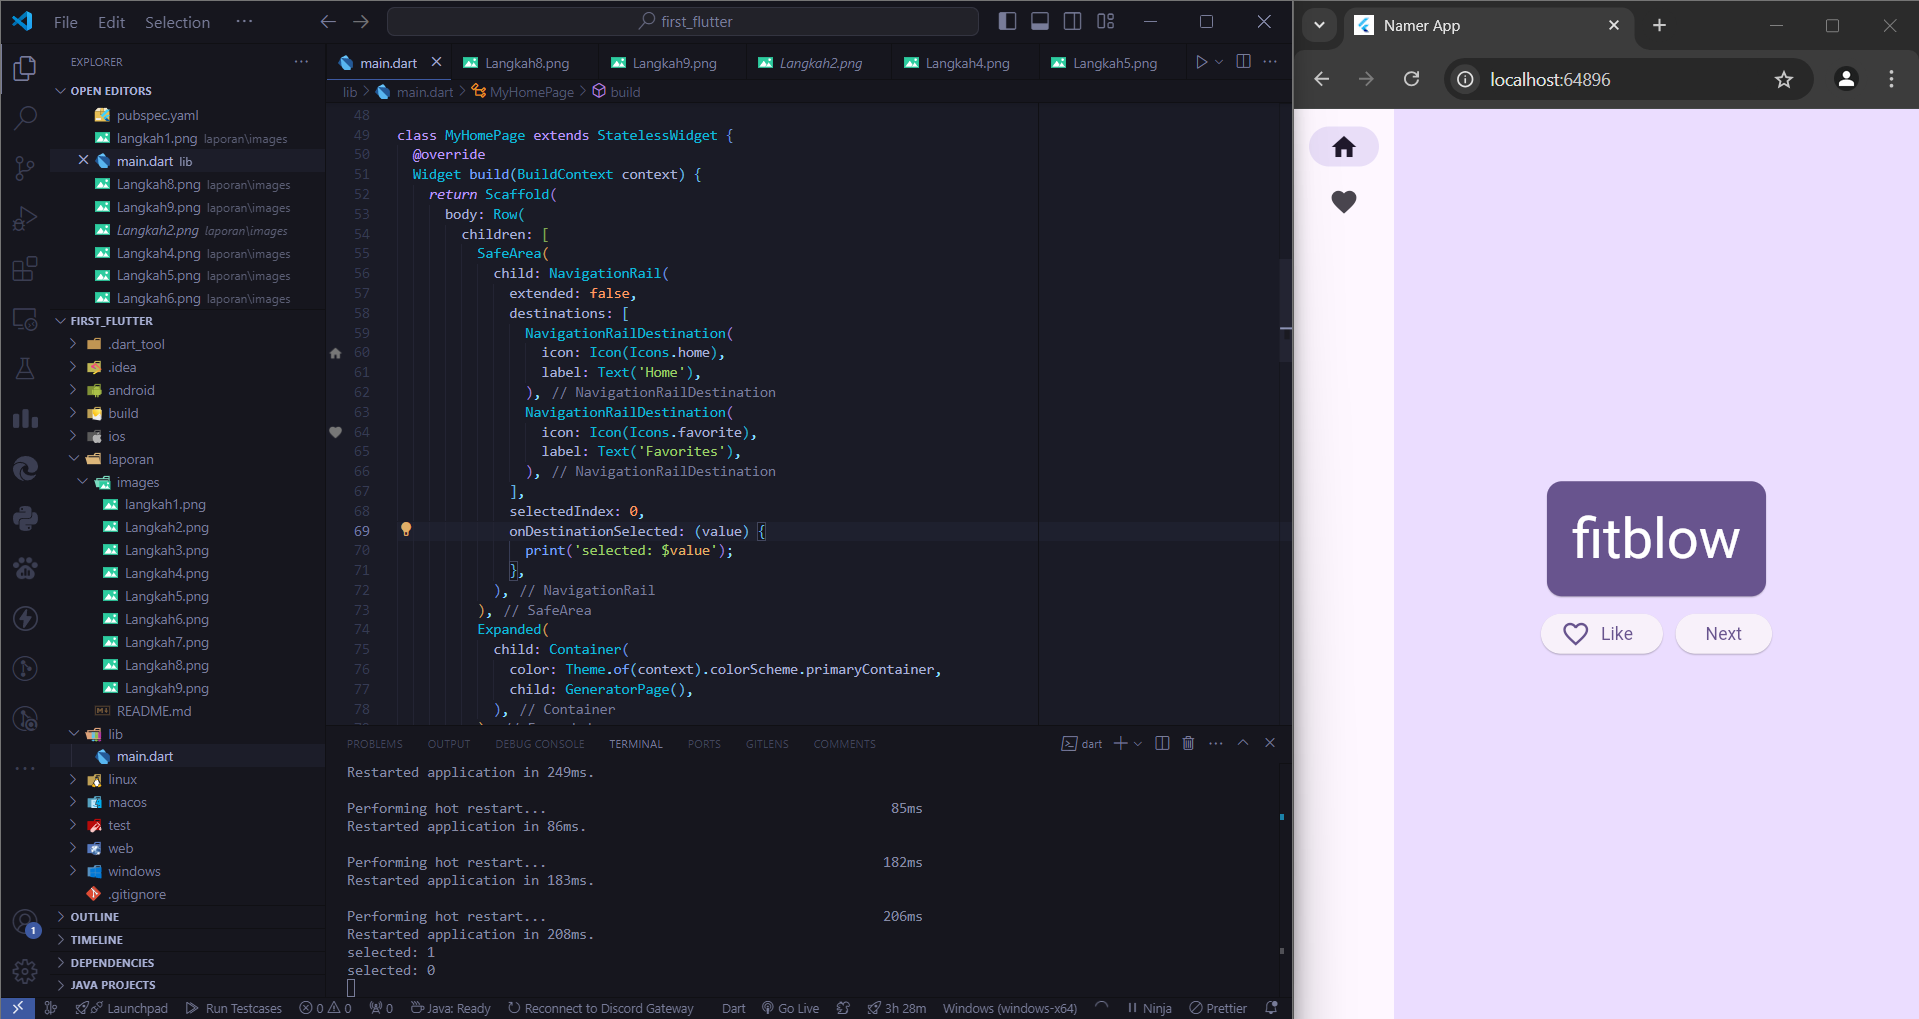 File Edit Selection ··· first_flutter
EXPLORER ···
OPEN EDITORS
pubspec.yaml
langkah1.png laporan\images
main.dart lib
Langkah8.png laporan\images
Langkah9.png laporan\images
Langkah2.png laporan\images
Langkah4.png laporan\images
Langkah5.png laporan\images
Langkah6.png laporan\images
FIRST_FLUTTER
.dart_tool
.idea
android
build
ios
laporan
images
langkah1.png
Langkah2.png
Langkah3.png
Langkah4.png
Langkah5.png
Langkah6.png
Langkah7.png
Langkah8.png
Langkah9.png
README.md
lib
main.dart
linux
macos
test
web
windows
.gitignore
OUTLINE
TIMELINE
DEPENDENCIES
JAVA PROJECTS
1
main.dart Langkah8.png Langkah9.png Langkah2.png Langkah4.png Langkah5.png
lib > main.dart > MyHomePage > build
48
49 class MyHomePage extends StatelessWidget {
50 @override
51 Widget build(BuildContext context) {
52 return Scaffold(
53 body: Row(
54 children: [
55 SafeArea(
56 child: NavigationRail(
57 extended: false,
58 destinations: [
59 NavigationRailDestination(
60 icon: Icon(Icons.home),
61 label: Text('Home'),
62 ), // NavigationRailDestination
63 NavigationRailDestination(
64 icon: Icon(Icons.favorite),
65 label: Text('Favorites'),
66 ), // NavigationRailDestination
67 ],
68 selectedIndex: 0,
69 onDestinationSelected: (value) {
70 print('selected: $value');
71 },
72 ), // NavigationRail
73 ), // SafeArea
74 Expanded(
75 child: Container(
76 color: Theme.of(context).colorScheme.primaryContainer,
77 child: GeneratorPage(),
78 ), // Container
PROBLEMS OUTPUT DEBUG CONSOLE TERMINAL PORTS GITLENS COMMENTS dart
Restarted application in 249ms.
Performing hot restart... 85ms
Restarted application in 86ms.
Performing hot restart... 182ms
Restarted application in 183ms.
Performing hot restart... 206ms
Restarted application in 208ms.
selected: 1
selected: 0
Launchpad Run Testcases 0 0 0 Java: Ready Reconnect to Discord Gateway Dart Go Live 3h 28m Windows (windows-x64) Ninja Prettier
Namer App
localhost:64896
fitblow
Like Next